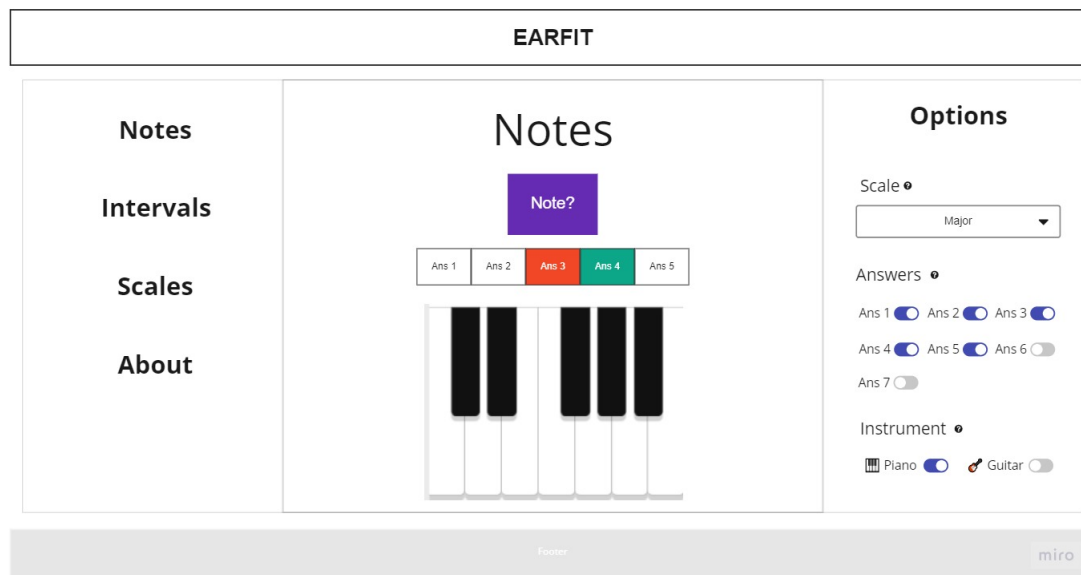 EARFIT
Notes
Intervals
Scales
About
Notes
Note?
Ans 1 Ans 2 Ans 3 Ans 4 Ans 5
Options
Scale ?
Major
Answers ?
Ans 1 Ans 2 Ans 3
Ans 4 Ans 5 Ans 6
Ans 7
Instrument ?
Piano Guitar
Footer
miro